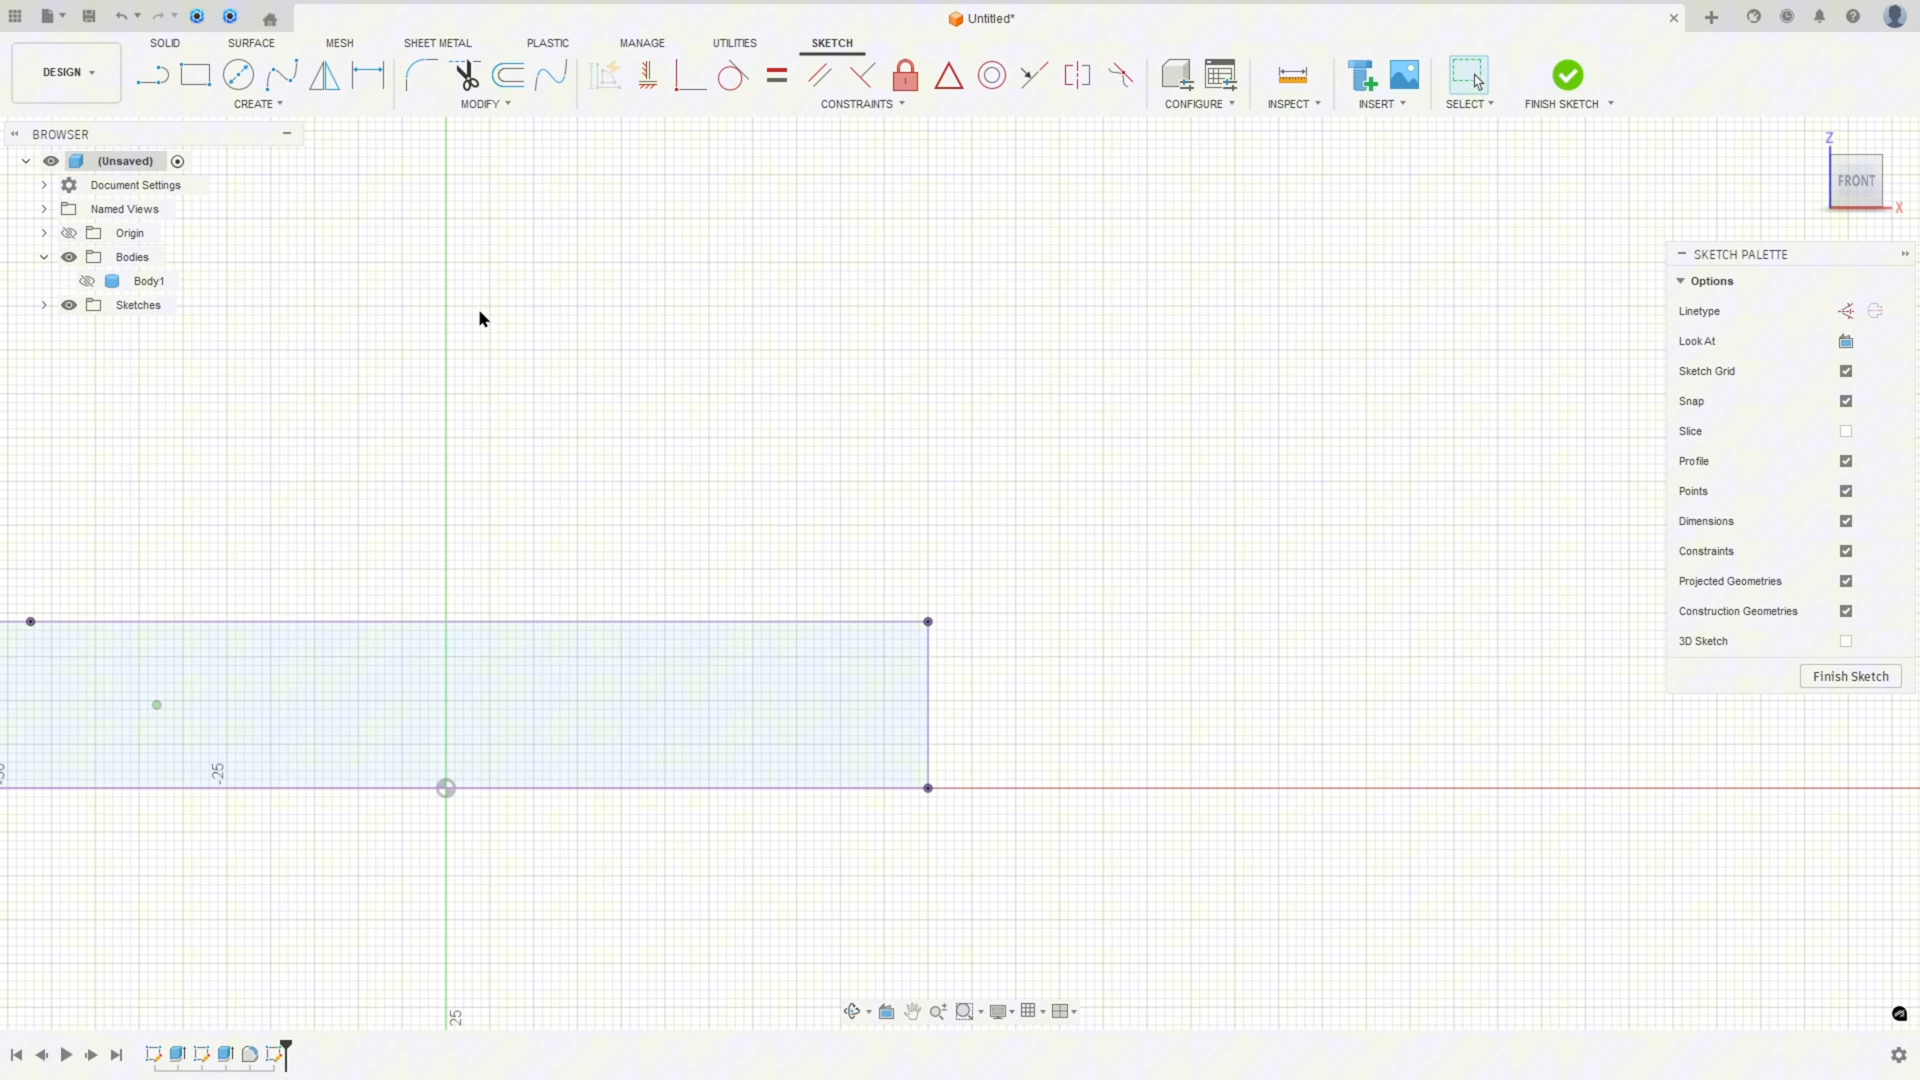 Untitled*
SOLID SURFACE MESH SHEET METAL PLASTIC MANAGE UTILITIES SKETCH
DESIGN
CREATE MODIFY CONSTRAINTS CONFIGURE INSPECT INSERT SELECT FINISH SKETCH
BROWSER
(Unsaved)
Document Settings
Named Views
Origin
Bodies
Body1
Sketches
Z
FRONT
X
SKETCH PALETTE
Options
Linetype
Look At
Sketch Grid
Snap
Slice
Profile
Points
Dimensions
Constraints
Projected Geometries
Construction Geometries
3D Sketch
Finish Sketch
-25
25